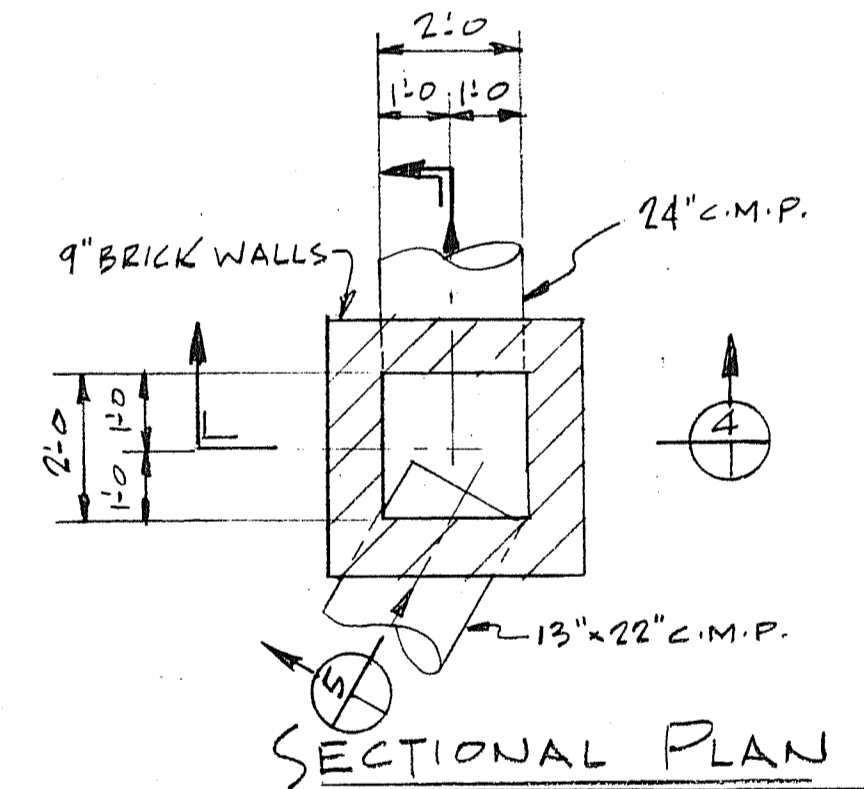 2'-0
1'-0 1'-0
24" C.M.P.
9" BRICK WALLS
2'-0
1'-0
1'-0
4
13" x 22" C.M.P.
5
SECTIONAL PLAN